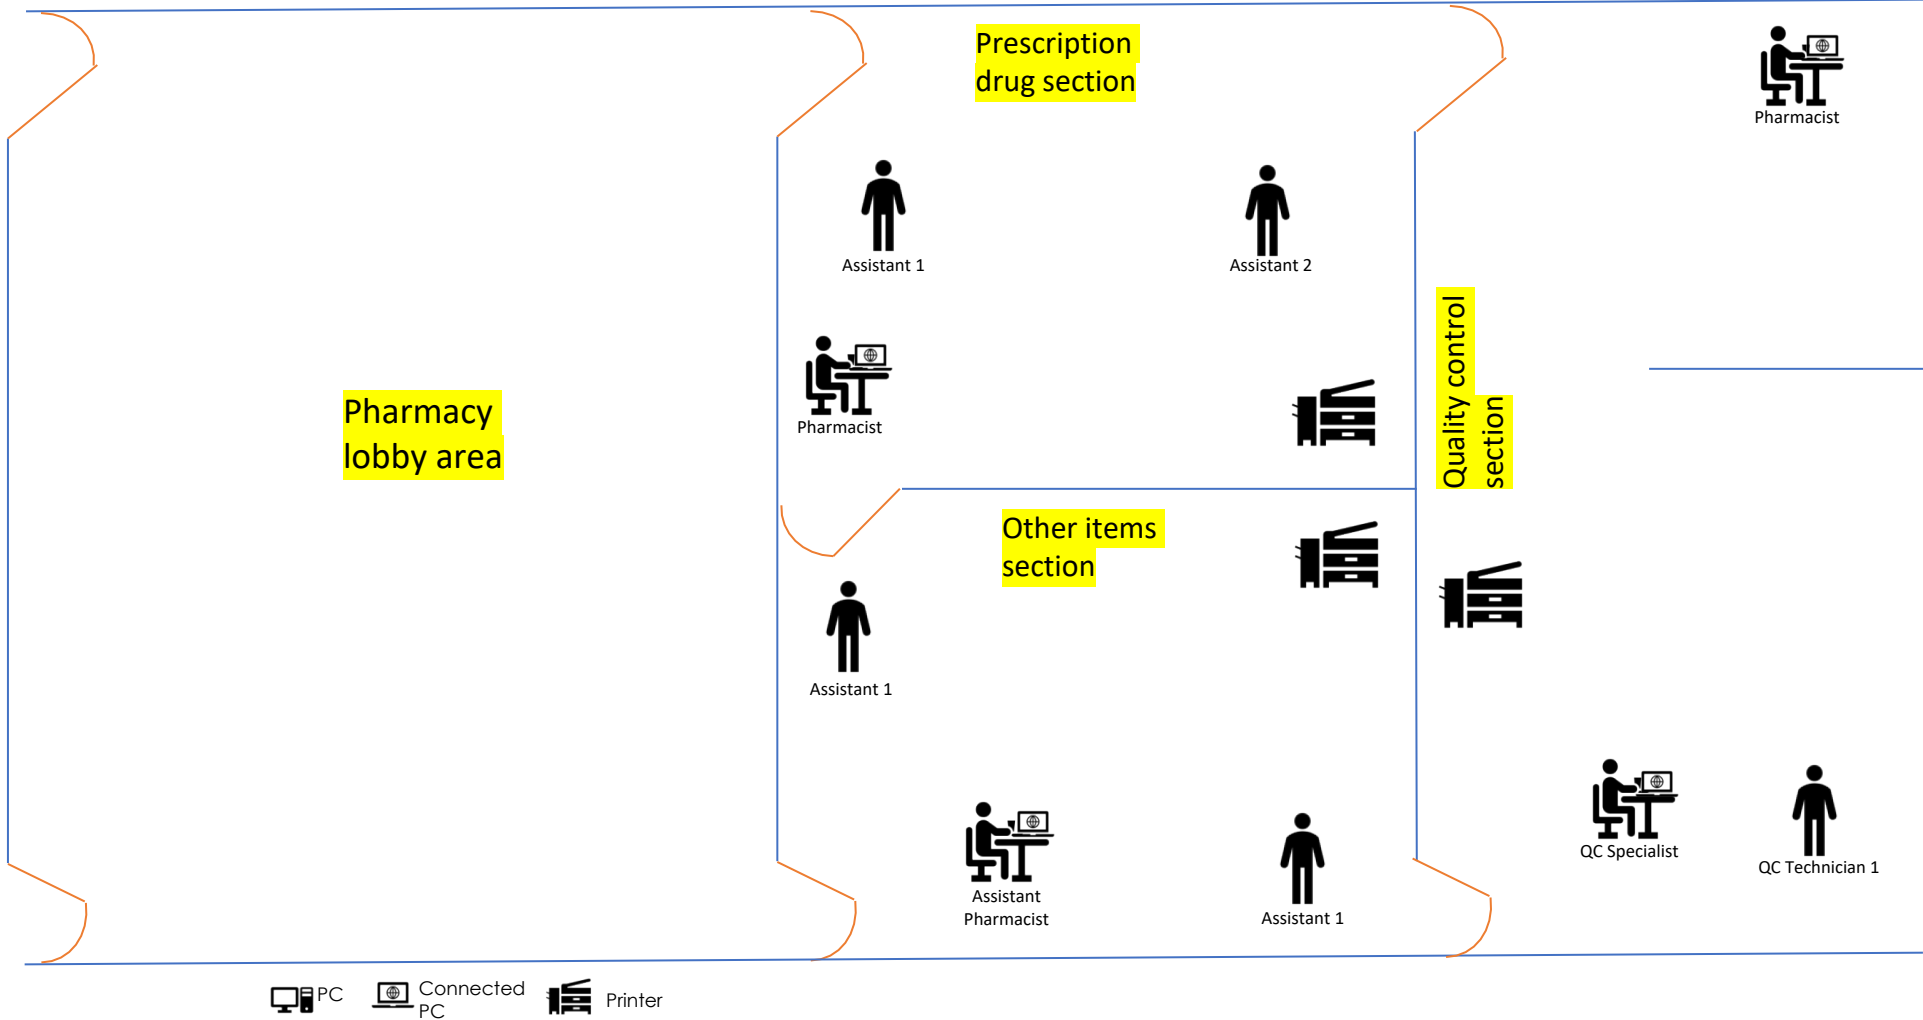 Prescription
drug section
Pharmacist
Assistant 1
Assistant 2
Quality control
section
Pharmacy
lobby area
Pharmacist
Other items
section
Assistant 1
QC Specialist
QC Technician 1
Assistant
Pharmacist
Assistant 1
PC
Connected
PC
Printer